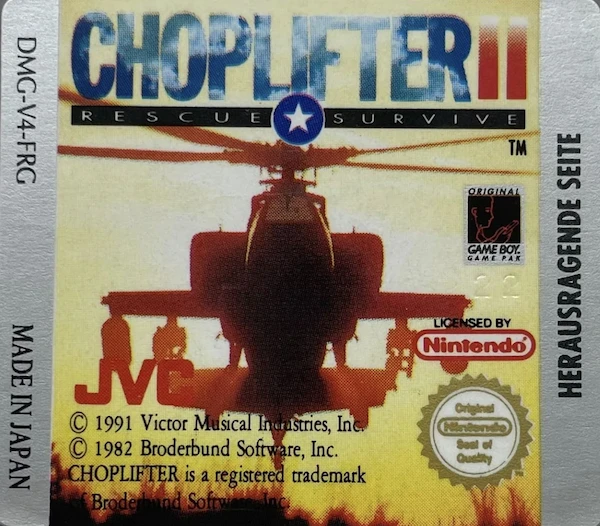 CHOPLIFTER II
RESCUE SURVIVE
TM
DMG-V4-FRG
MADE IN JAPAN
ORIGINAL
GAME BOY.
GAME PAK
22
LICENSED BY
Nintendo
HERAUSRAGENDE SEITE
JVC
© 1991 Victor Musical Industries, Inc.
© 1982 Broderbund Software, Inc.
CHOPLIFTER is a registered trademark
of Broderbund Software Inc.
Original
Nintendo
Seal of
Quality